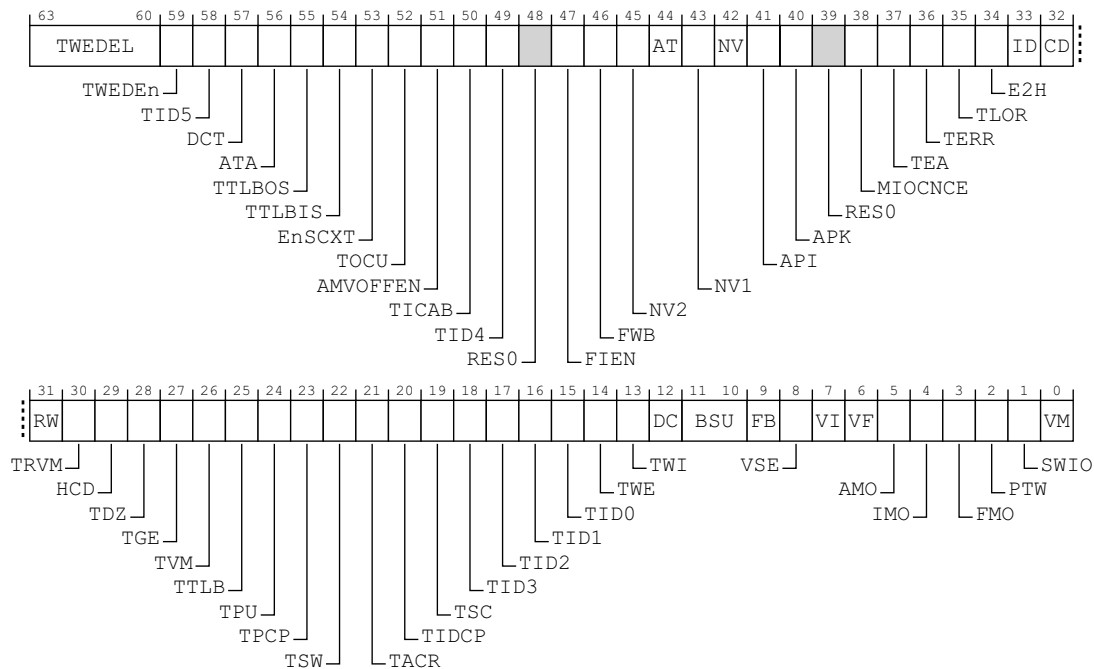 63 60 59 58 57 56 55 54 53 52 51 50 49 48 47 46 45 44 43 42 41 40 39 38 37 36 35 34 33 32
TWEDEL AT NV ID CD
TWEDEn E2H
TID5 TLOR
DCT TERR
ATA TEA
TTLBOS MIOCNCE
TTLBIS RES0
EnSCXT APK
TOCU API
AMVOFFEN NV1
TICAB NV2
TID4 FWB
RES0 FIEN
31 30 29 28 27 26 25 24 23 22 21 20 19 18 17 16 15 14 13 12 11 10 9 8 7 6 5 4 3 2 1 0
RW DC BSU FB VI VF VM
TRVM TWI VSE SWIO
HCD TWE AMO PTW
TDZ TID0 IMO FMO
TGE TID1
TVM TID2
TTLB TID3
TPU TSC
TPCP TIDCP
TSW TACR